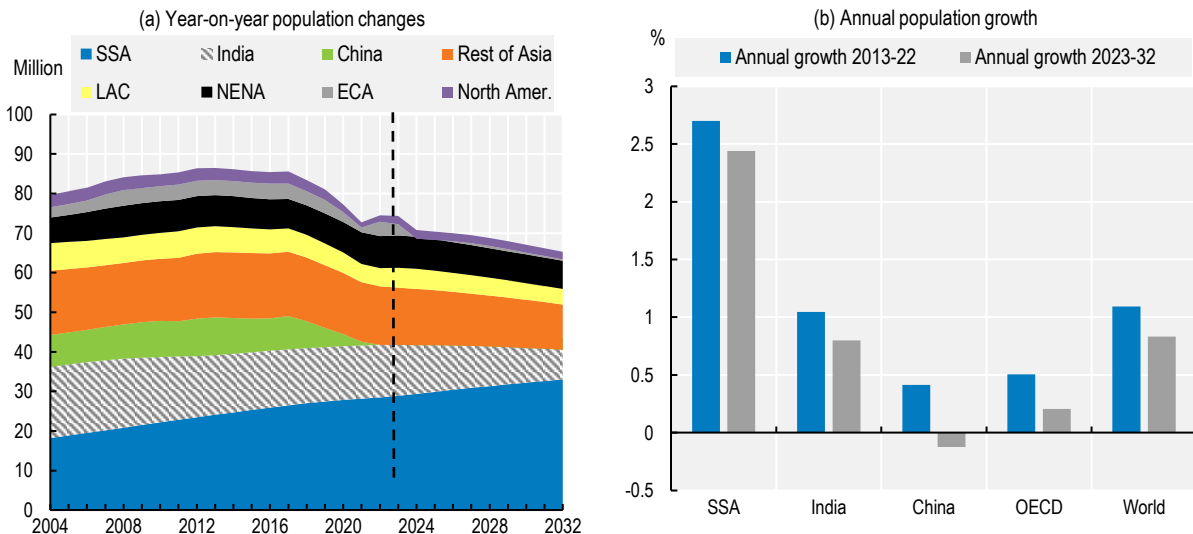 (a) Year-on-year population changes
SSA India China Rest of Asia
Million
LAC NENA ECA North Amer.
100
90
80
70
60
50
40
30
20
10
0
2004 2008 2012 2016 2020 2024 2028 2032
(b) Annual population growth
%
Annual growth 2013-22 Annual growth 2023-32
3
2.5
2
1.5
1
0.5
0
-0.5
SSA India China OECD World